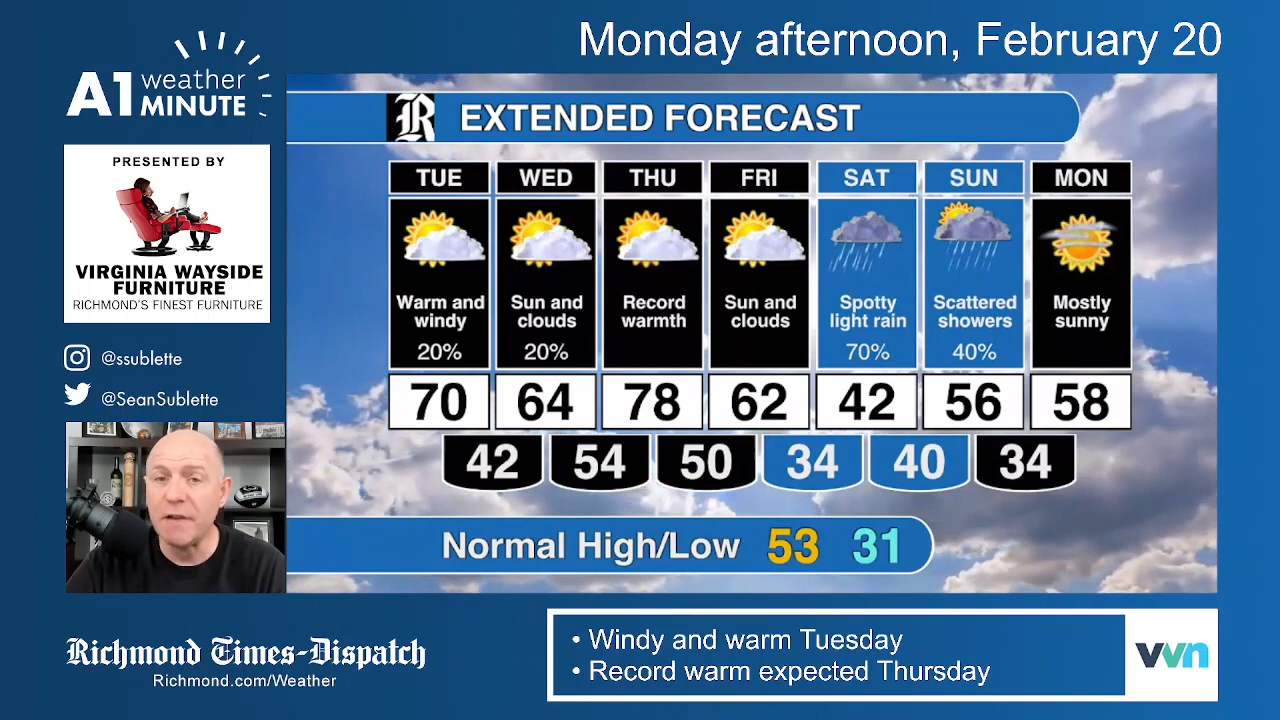 Monday afternoon, February 20
A1 weather
MINUTE
PRESENTED BY
VIRGINIA WAYSIDE
FURNITURE
RICHMOND'S FINEST FURNITURE
@ssublette
@SeanSublette
R EXTENDED FORECAST
TUE WED THU FRI SAT SUN MON
Warm and Sun and Record Sun and Spotty Scattered Mostly
windy clouds warmth clouds light rain showers sunny
20% 20% 70% 40%
70 64 78 62 42 56 58
42 54 50 34 40 34
Normal High/Low 53 31
Richmond Times-Dispatch
Richmond.com/Weather
• Windy and warm Tuesday
• Record warm expected Thursday
vvn